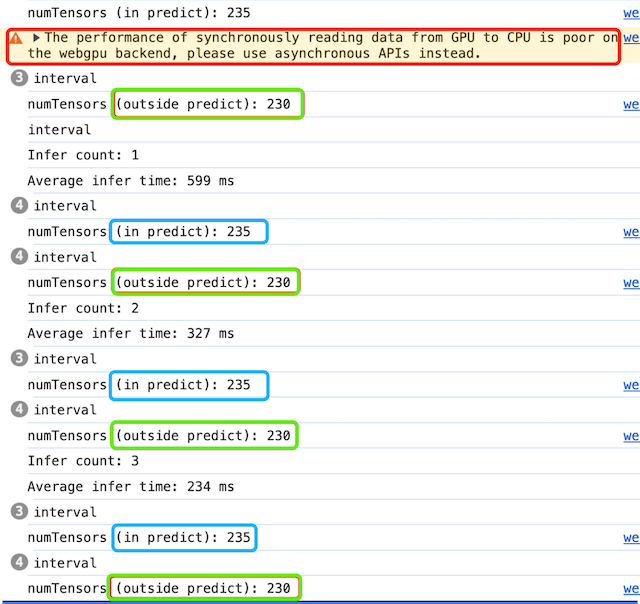 numTensors (in predict): 235 we
The performance of synchronously reading data from GPU to CPU is poor on we
the webgpu backend, please use asynchronous APIs instead.
3 interval
numTensors (outside predict): 230 we
interval
Infer count: 1
Average infer time: 599 ms
4 interval
numTensors (in predict): 235 we
4 interval
numTensors (outside predict): 230 we
Infer count: 2
Average infer time: 327 ms
3 interval
numTensors (in predict): 235 we
4 interval
numTensors (outside predict): 230 we
Infer count: 3
Average infer time: 234 ms
3 interval
numTensors (in predict): 235 we
4 interval
numTensors (outside predict): 230 we